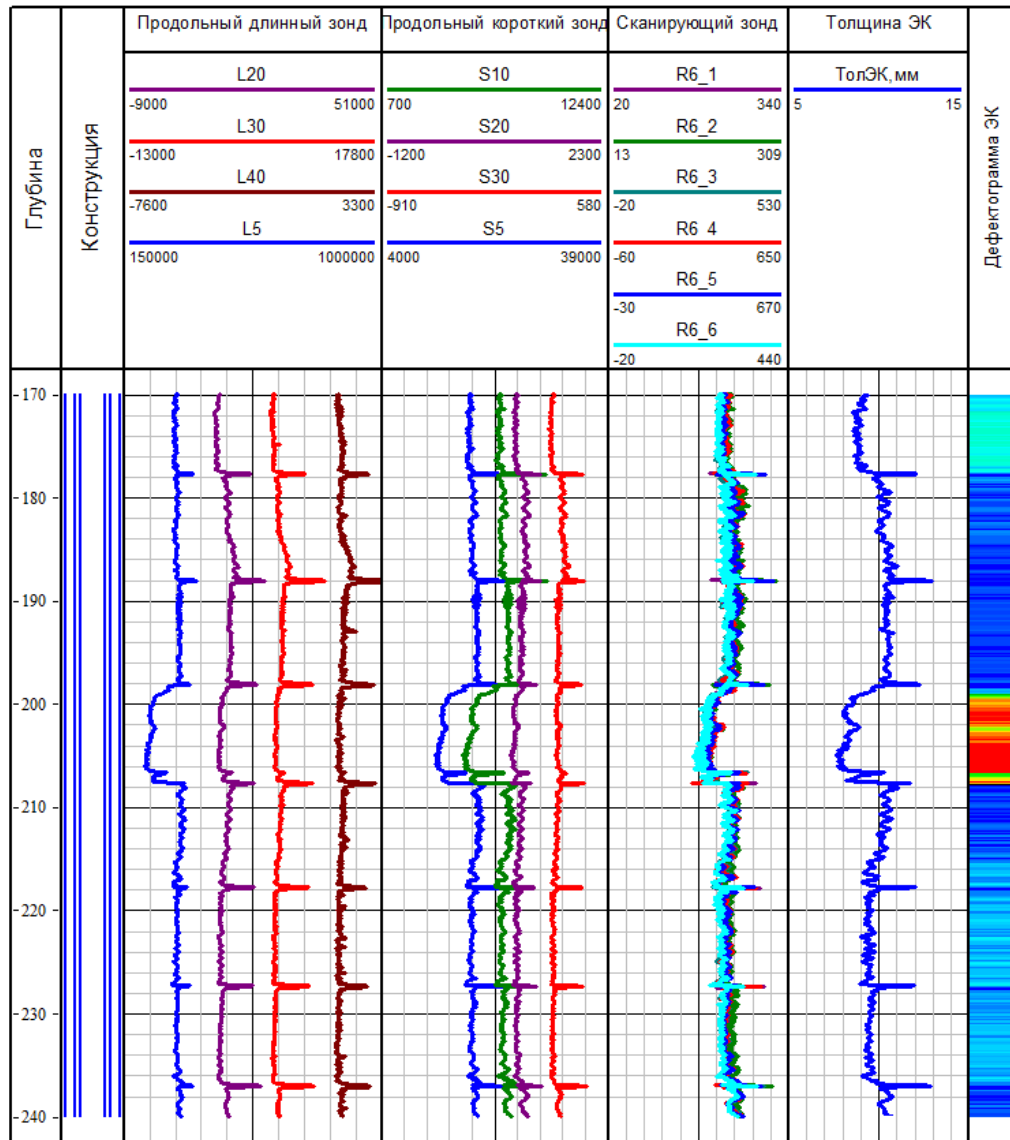 Глубина
Конструкция
Продольный длинный зонд
L20
-9000 51000
L30
-13000 17800
L40
-7600 3300
L5
150000 1000000
Продольный короткий зонд
S10
700 12400
S20
-1200 2300
S30
-910 580
S5
4000 39000
Сканирующий зонд
R6_1
20 340
R6_2
13 309
R6_3
-20 530
R6_4
-60 650
R6_5
-30 670
R6_6
-20 440
Толщина ЭК
ТолЭК, мм
5 15
Дефектограмма ЭК
-170
-180
-190
-200
-210
-220
-230
-240